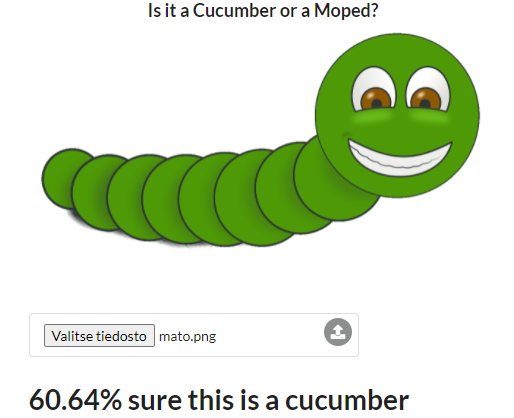 Is it a Cucumber or a Moped?
Valitse tiedosto mato.png
60.64% sure this is a cucumber